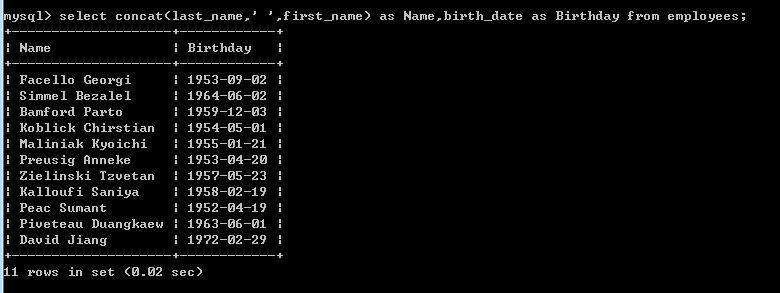 mysql> select concat(last_name,' ',first_name) as Name,birth_date as Birthday from employees;
+--------------------+------------+
| Name               | Birthday   |
+--------------------+------------+
| Facello Georgi     | 1953-09-02 |
| Simmel Bezalel     | 1964-06-02 |
| Bamford Parto      | 1959-12-03 |
| Koblick Chirstian  | 1954-05-01 |
| Maliniak Kyoichi   | 1955-01-21 |
| Preusig Anneke     | 1953-04-20 |
| Zielinski Tzvetan  | 1957-05-23 |
| Kalloufi Saniya    | 1958-02-19 |
| Peac Sumant        | 1952-04-19 |
| Piveteau Duangkaew | 1963-06-01 |
| David Jiang        | 1972-02-29 |
+--------------------+------------+
11 rows in set (0.02 sec)